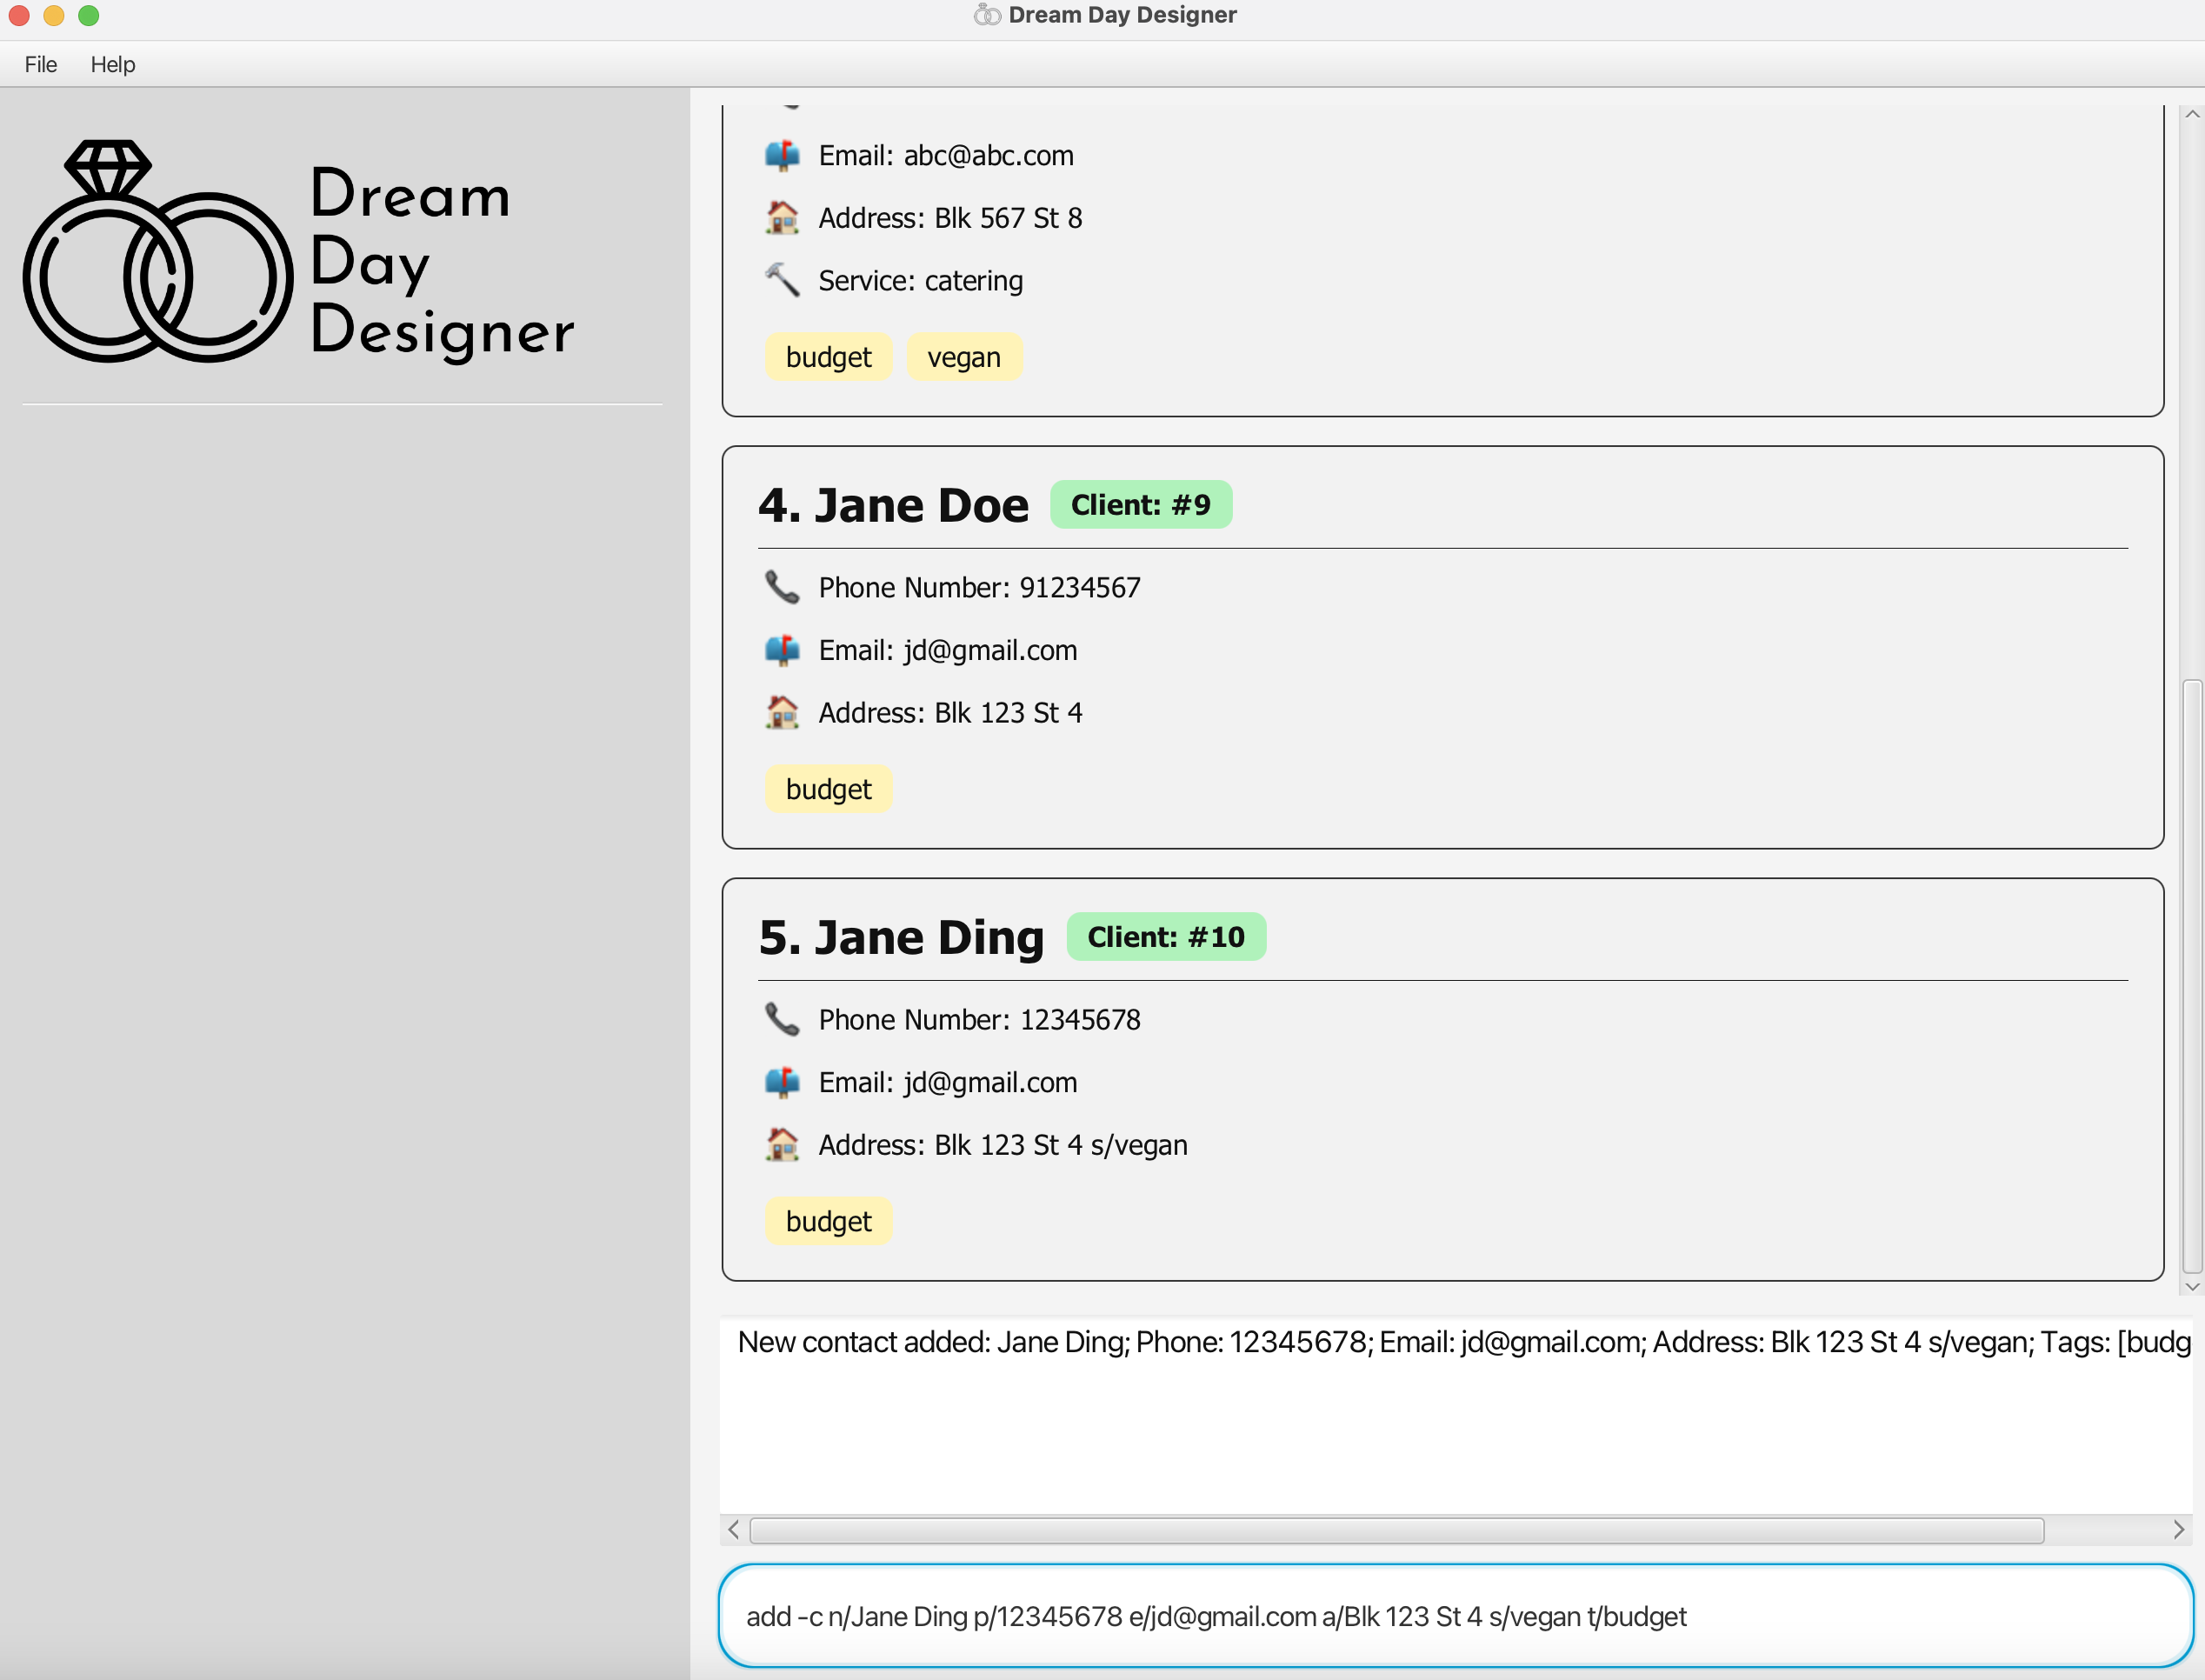 Dream Day Designer
File Help
Dream
Day
Designer
Email: abc@abc.com
Address: Blk 567 St 8
Service: catering
budget vegan
4. Jane Doe Client: #9
Phone Number: 91234567
Email: jd@gmail.com
Address: Blk 123 St 4
budget
5. Jane Ding Client: #10
Phone Number: 12345678
Email: jd@gmail.com
Address: Blk 123 St 4 s/vegan
budget
New contact added: Jane Ding; Phone: 12345678; Email: jd@gmail.com; Address: Blk 123 St 4 s/vegan; Tags: [budg
add -c n/Jane Ding p/12345678 e/jd@gmail.com a/Blk 123 St 4 s/vegan t/budget